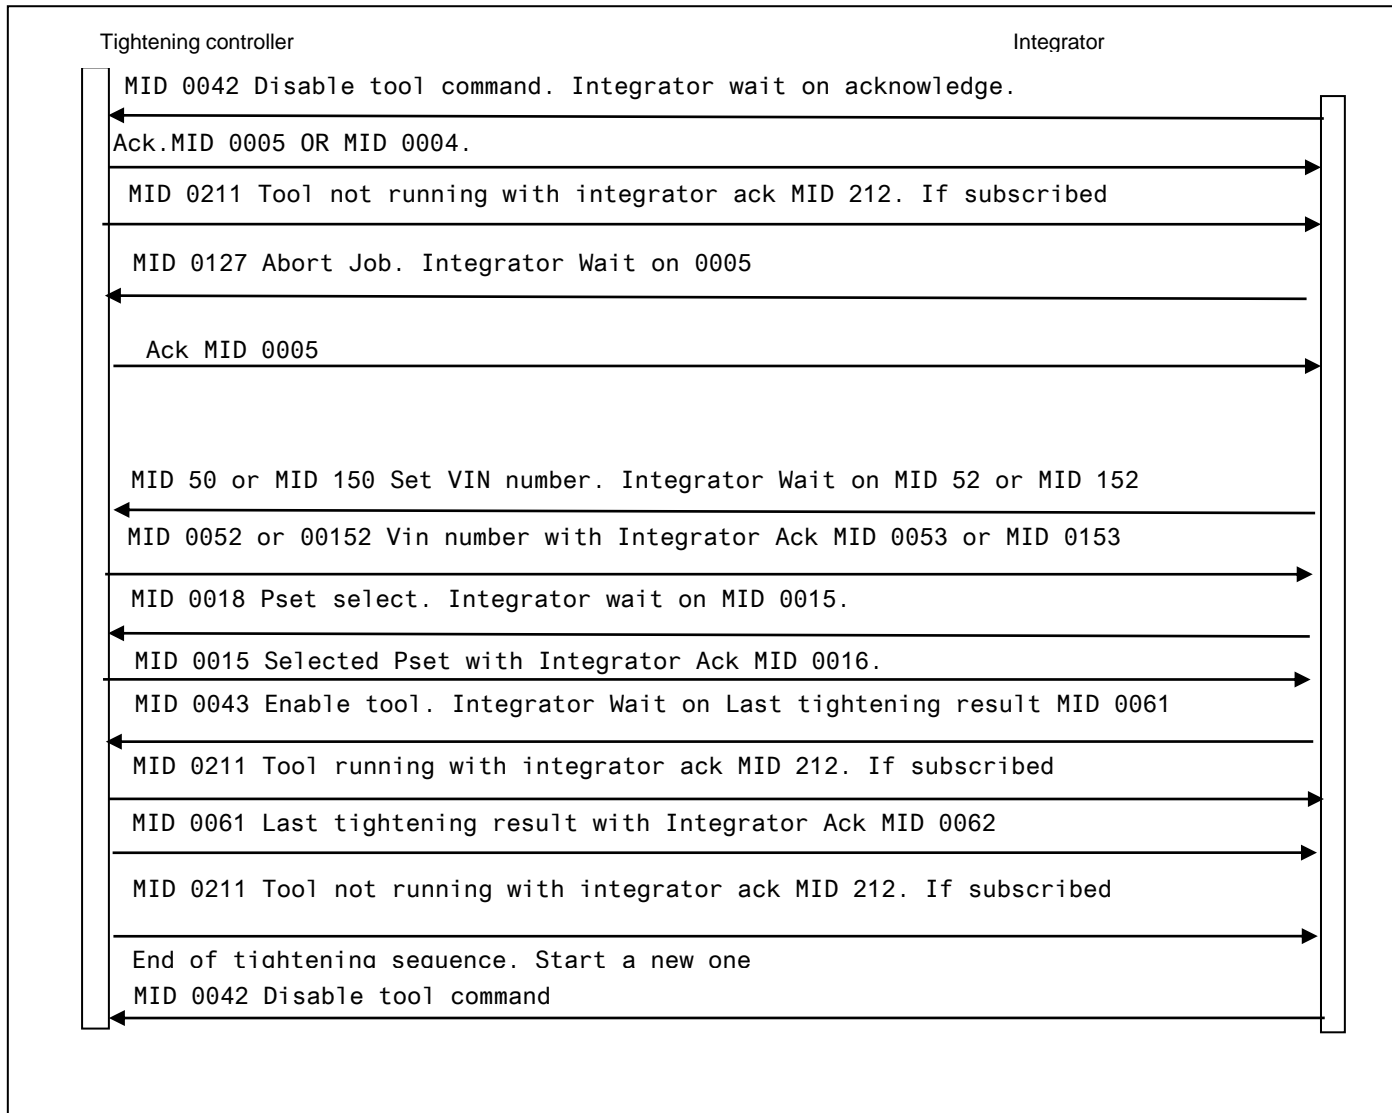 Tightening controller
Integrator
MID 0042 Disable tool command. Integrator wait on acknowledge.
Ack.MID 0005 OR MID 0004.
MID 0211 Tool not running with integrator ack MID 212. If subscribed
MID 0127 Abort Job. Integrator Wait on 0005
Ack MID 0005
MID 50 or MID 150 Set VIN number. Integrator Wait on MID 52 or MID 152
MID 0052 or 00152 Vin number with Integrator Ack MID 0053 or MID 0153
MID 0018 Pset select. Integrator wait on MID 0015.
MID 0015 Selected Pset with Integrator Ack MID 0016.
MID 0043 Enable tool. Integrator Wait on Last tightening result MID 0061
MID 0211 Tool running with integrator ack MID 212. If subscribed
MID 0061 Last tightening result with Integrator Ack MID 0062
MID 0211 Tool not running with integrator ack MID 212. If subscribed
End of tightening sequence. Start a new one
MID 0042 Disable tool command